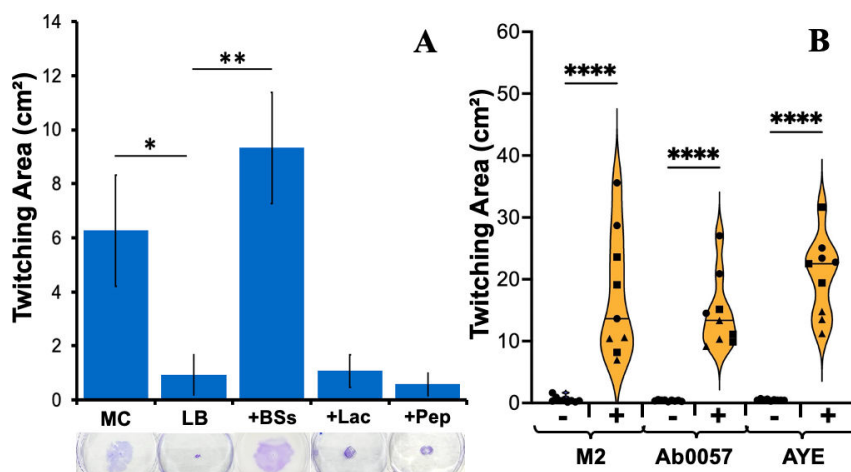 A
Twitching Area (cm²)
14
12
10
8
6
4
2
0
*
**
MC LB +BSs +Lac +Pep
B
Twitching Area (cm²)
60
50
40
30
20
10
0
****
****
****
- + - + - +
M2 Ab0057 AYE